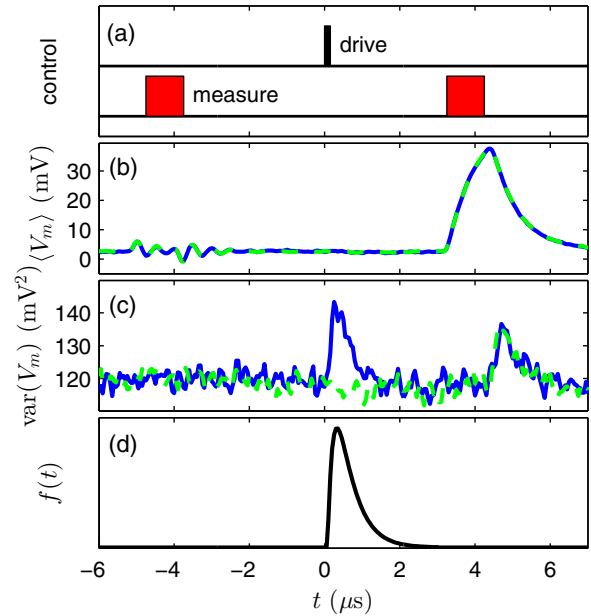 (a)
drive
measure
control
(b)
30
20
10
0
⟨V_m⟩ (mV)
(c)
140
130
120
var(V_m) (mV²)
(d)
f(t)
−6 −4 −2 0 2 4 6
t (μs)